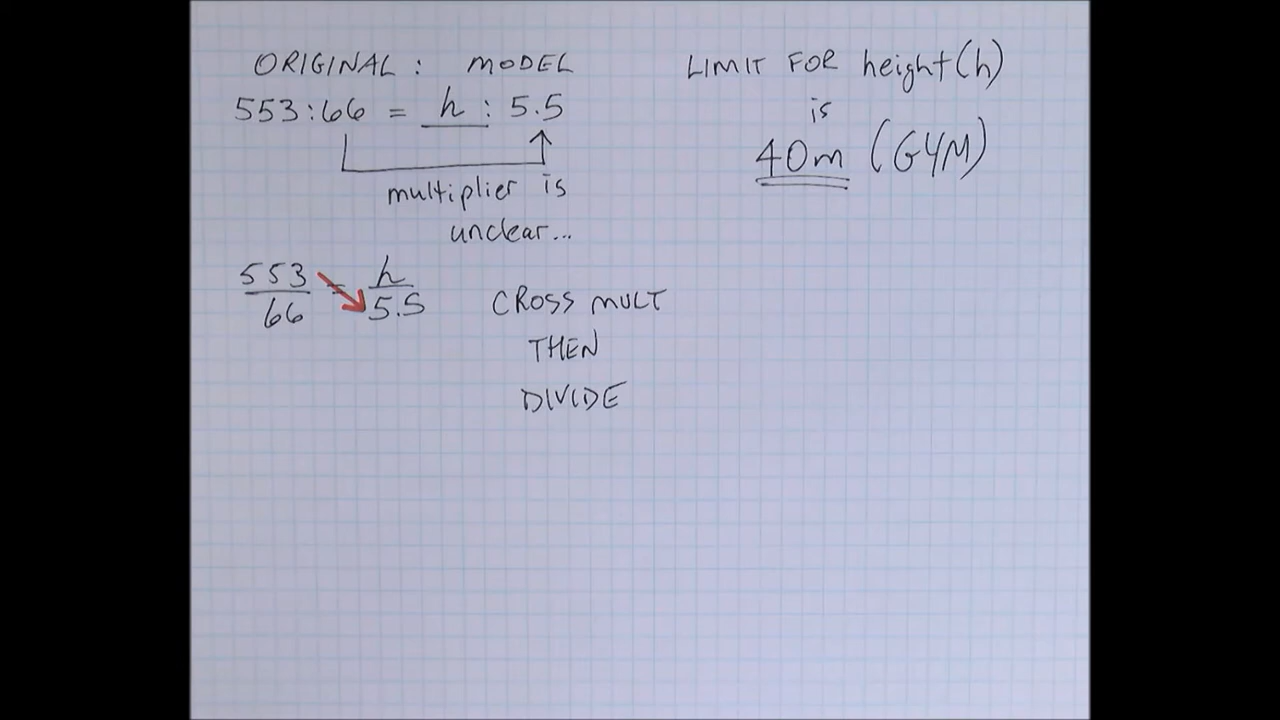 ORIGINAL : MODEL
553:66 = h : 5.5
multiplier is
unclear...
553/66 = h/5.5
CROSS MULT
THEN
DIVIDE
LIMIT FOR height(h)
is
40m (GYM)